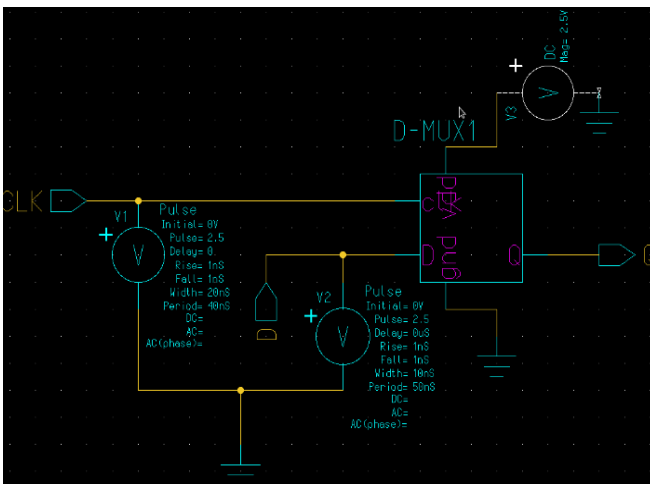 DC
Mag= 2.5V
V3
D-MUX1
CLK
C
V1
Pulse
Initial= 0V
Pulse= 2.5
Delay= 0
Rise= 1nS
Fall= 1nS
Width= 20nS
Period= 40nS
DC=
AC=
AC(phase)=
D
Q
D
V2
Pulse
Initial= 0V
Pulse= 2.5
Delay= 0uS
Rise= 1nS
Fall= 1nS
Width= 10nS
Period= 50nS
DC=
AC=
AC(phase)=